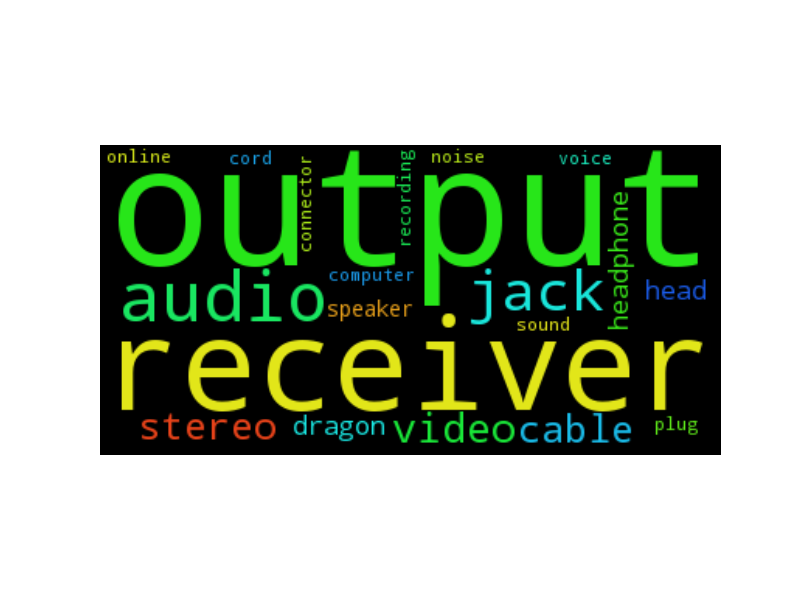 online
cord
connector
recording
noise
voice
output
headphone
audio
computer
jack
head
speaker
sound
receiver
stereo
dragon
video
cable
plug